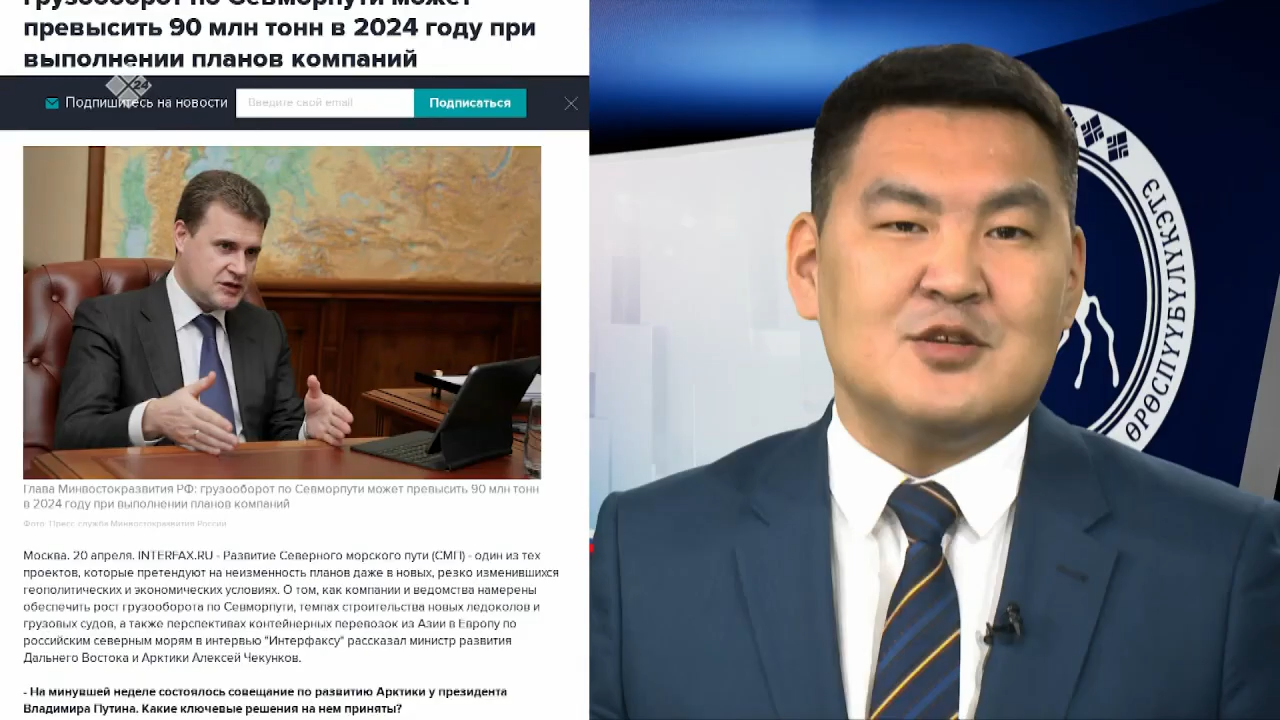 грузооборот по Севморпути может
превысить 90 млн тонн в 2024 году при
выполнении планов компаний
24
Подпишитесь на новости
Введите свой email
Подписаться
Глава Минвостокразвития РФ: грузооборот по Севморпути может превысить 90 млн тонн
в 2024 году при выполнении планов компаний
Фото: Пресс служба Минвостокразвития России
Москва. 20 апреля. INTERFAX.RU - Развитие Северного морского пути (СМП) - один из тех
проектов, которые претендуют на неизменность планов даже в новых, резко изменившихся
геополитических и экономических условиях. О том, как компании и ведомства намерены
обеспечить рост грузооборота по Севморпути, темпах строительства новых ледоколов и
грузовых судов, а также перспективах контейнерных перевозок из Азии в Европу по
российским северным морям в интервью "Интерфаксу" рассказал министр развития
Дальнего Востока и Арктики Алексей Чекунков.
- На минувшей неделе состоялось совещание по развитию Арктики у президента
Владимира Путина. Какие ключевые решения на нем приняты?
ӨРӨСПҮҮБҮЛҮКЭТЭ